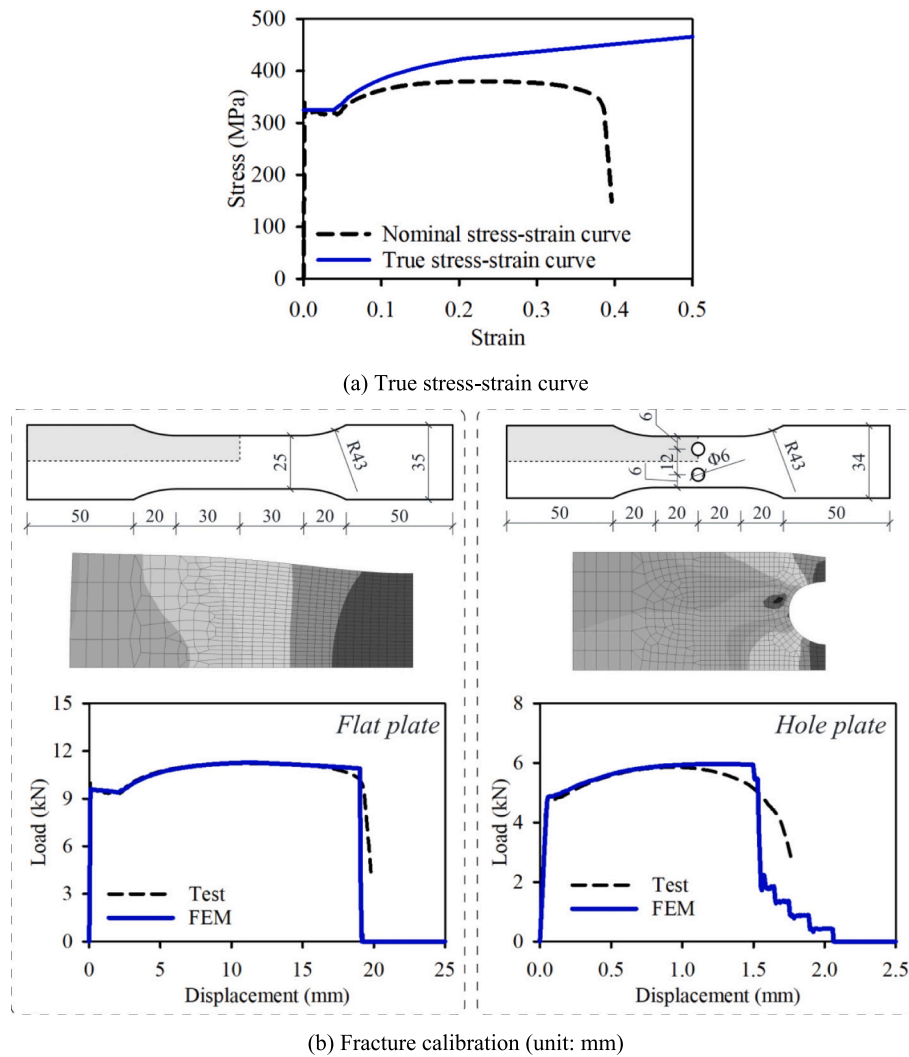 500
400
300
200
100
0
Stress (MPa)
Nominal stress-strain curve
True stress-strain curve
0.0 0.1 0.2 0.3 0.4 0.5
Strain
(a) True stress-strain curve
25
R43
35
50 20 30 30 20 50
6
12
6
Φ6
R43
34
50 20 20 20 20 50
15
12
9
6
3
0
Load (kN)
Flat plate
Test
FEM
0 5 10 15 20 25
Displacement (mm)
8
6
4
2
0
Load (kN)
Hole plate
Test
FEM
0.0 0.5 1.0 1.5 2.0 2.5
Displacement (mm)
(b) Fracture calibration (unit: mm)